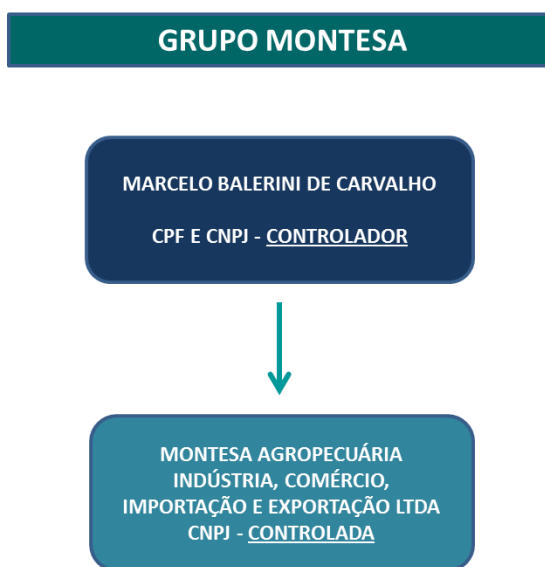 GRUPO MONTESA
MARCELO BALERINI DE CARVALHO
CPF E CNPJ - CONTROLADOR
MONTESA AGROPECUÁRIA
INDÚSTRIA, COMÉRCIO,
IMPORTAÇÃO E EXPORTAÇÃO LTDA
CNPJ - CONTROLADA